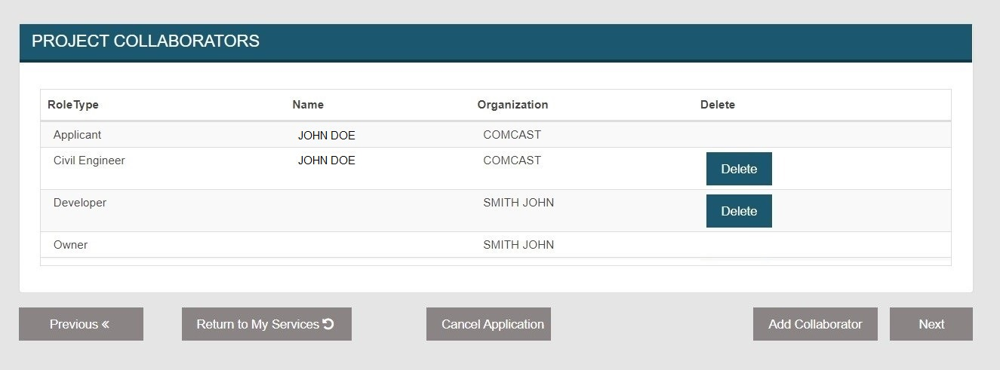 PROJECT COLLABORATORS
RoleType Name Organization Delete
Applicant JOHN DOE COMCAST
Civil Engineer JOHN DOE COMCAST Delete
Developer SMITH JOHN Delete
Owner SMITH JOHN
Previous « Return to My Services Cancel Application Add Collaborator Next